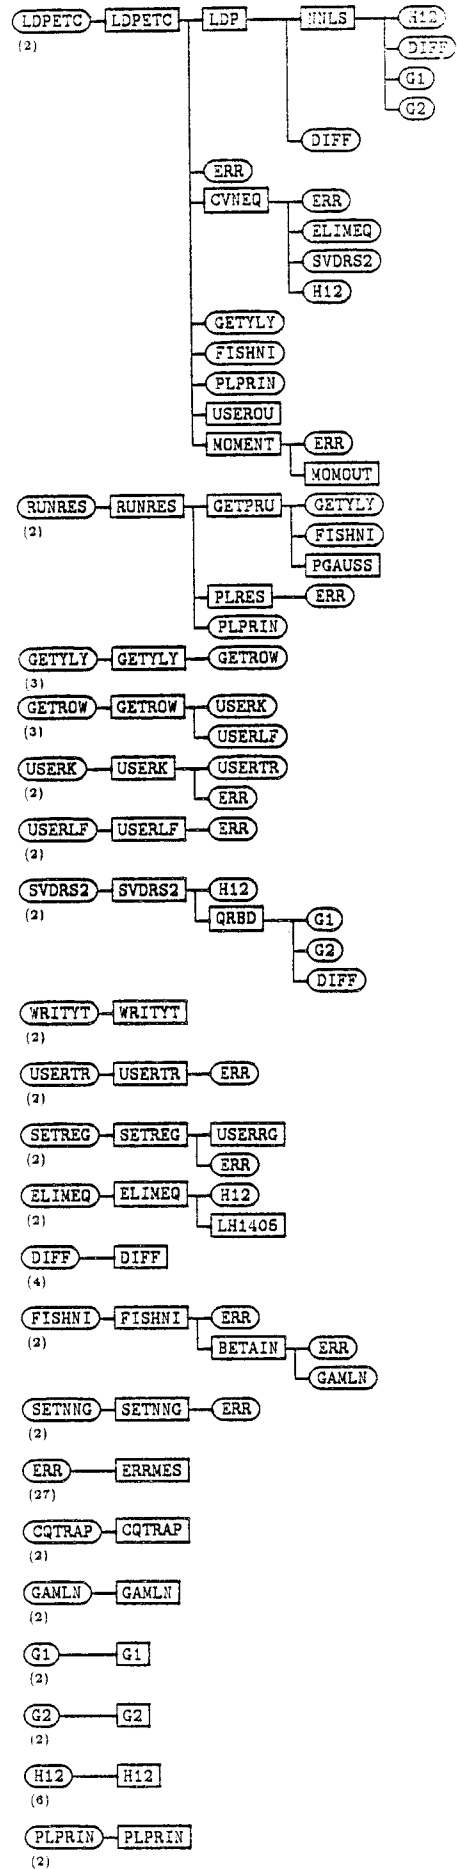 LDPETC LDPETC LDP NNLS H12
(2) DIFF
G1
G2
DIFF
ERR
CVNEQ ERR
ELIMEQ
SVDRS2
H12
GETYLY
FISHNI
PLPRIN
USEROU
MOMENT ERR
MOMOUT
RUNRES RUNRES GETPRU GETYLY
(2) FISHNI
PGAUSS
PLRES ERR
PLPRIN
GETYLY GETYLY GETROW
(3)
GETROW GETROW USERK
(3) USERLF
USERK USERK USERTR
(2) ERR
USERLF USERLF ERR
(2)
SVDRS2 SVDRS2 H12
(2) QRBD G1
G2
DIFF
WRITYT WRITYT
(2)
USERTR USERTR ERR
(2)
SETREG SETREG USERRG
(2) ERR
ELIMEQ ELIMEQ H12
(2) LH1405
DIFF DIFF
(4)
FISHNI FISHNI ERR
(2) BETAIN ERR
GAMLN
SETNNG SETNNG ERR
(2)
ERR ERRMES
(27)
CQTRAP CQTRAP
(2)
GAMLN GAMLN
(2)
G1 G1
(2)
G2 G2
(2)
H12 H12
(6)
PLPRIN PLPRIN
(2)